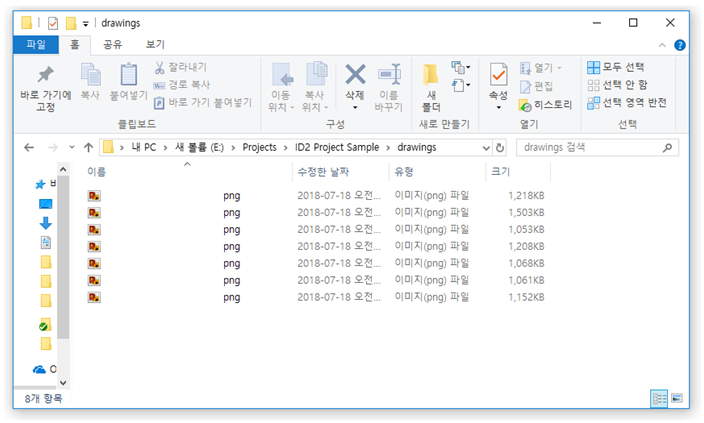 drawings
파일 홈 공유 보기
바로 가기에 고정
복사
붙여넣기
잘라내기
경로 복사
바로 가기 붙여넣기
클립보드
이동 위치
복사 위치
삭제
이름 바꾸기
구성
새 폴더
새로 만들기
속성
열기
편집
히스토리
열기
모두 선택
선택 안 함
선택 영역 반전
선택
내 PC > 새 볼륨 (E:) > Projects > ID2 Project Sample > drawings
drawings 검색
이름 수정한 날짜 유형 크기
png 2018-07-18 오전... 이미지(png) 파일 1,218KB
png 2018-07-18 오전... 이미지(png) 파일 1,503KB
png 2018-07-18 오전... 이미지(png) 파일 1,053KB
png 2018-07-18 오전... 이미지(png) 파일 1,208KB
png 2018-07-18 오전... 이미지(png) 파일 1,068KB
png 2018-07-18 오전... 이미지(png) 파일 1,061KB
png 2018-07-18 오전... 이미지(png) 파일 1,152KB
8개 항목